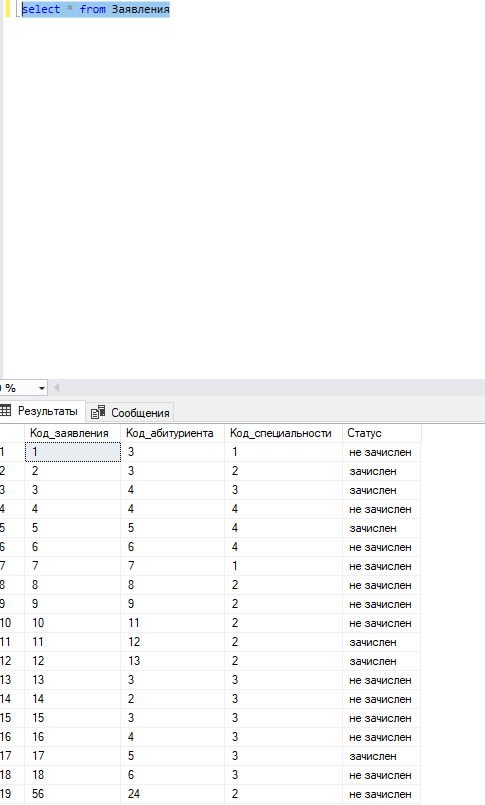 select * from Заявления
%
Результаты Сообщения
Код_заявления Код_абитуриента Код_специальности Статус
1 1 3 1 не зачислен
2 2 3 2 зачислен
3 3 4 3 зачислен
4 4 4 4 не зачислен
5 5 5 4 зачислен
6 6 6 4 не зачислен
7 7 7 1 не зачислен
8 8 8 2 не зачислен
9 9 9 2 не зачислен
10 10 11 2 не зачислен
11 11 12 2 зачислен
12 12 13 2 зачислен
13 13 3 3 не зачислен
14 14 2 3 не зачислен
15 15 3 3 не зачислен
16 16 4 3 не зачислен
17 17 5 3 зачислен
18 18 6 3 не зачислен
19 56 24 2 не зачислен